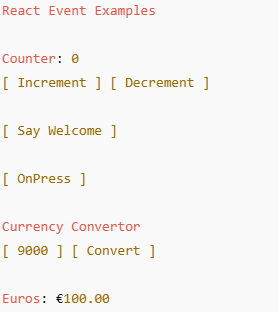 React Event Examples
Counter: 0
[ Increment ] [ Decrement ]
[ Say Welcome ]
[ OnPress ]
Currency Convertor
[ 9000 ] [ Convert ]
Euros: €100.00